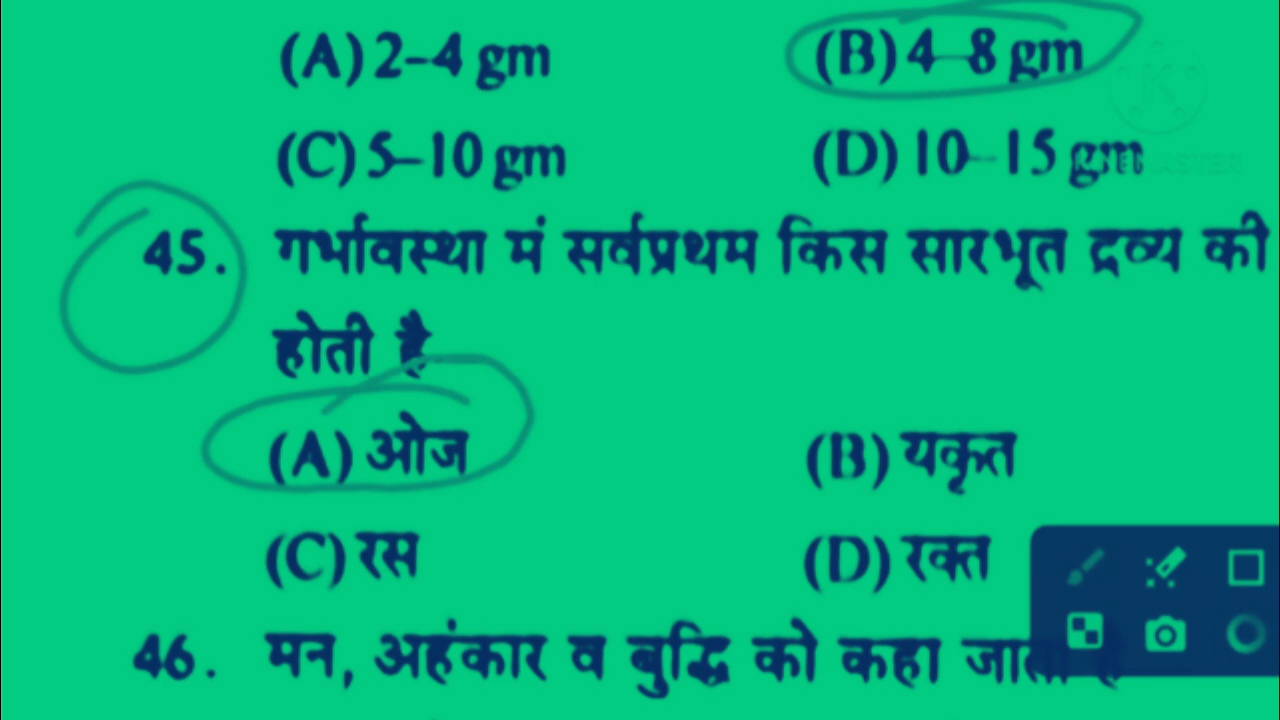 (A) 2–4 gm (B) 4–8 gm
(C) 5–10 gm (D) 10–15 gm
45. गर्भावस्था में सर्वप्रथम किस सारभूत द्रव्य की
होती है
(A) ओज (B) यकृत
(C) रस (D) रक्त
46. मन, अहंकार व बुद्धि को कहा जाता है
KINEMASTER